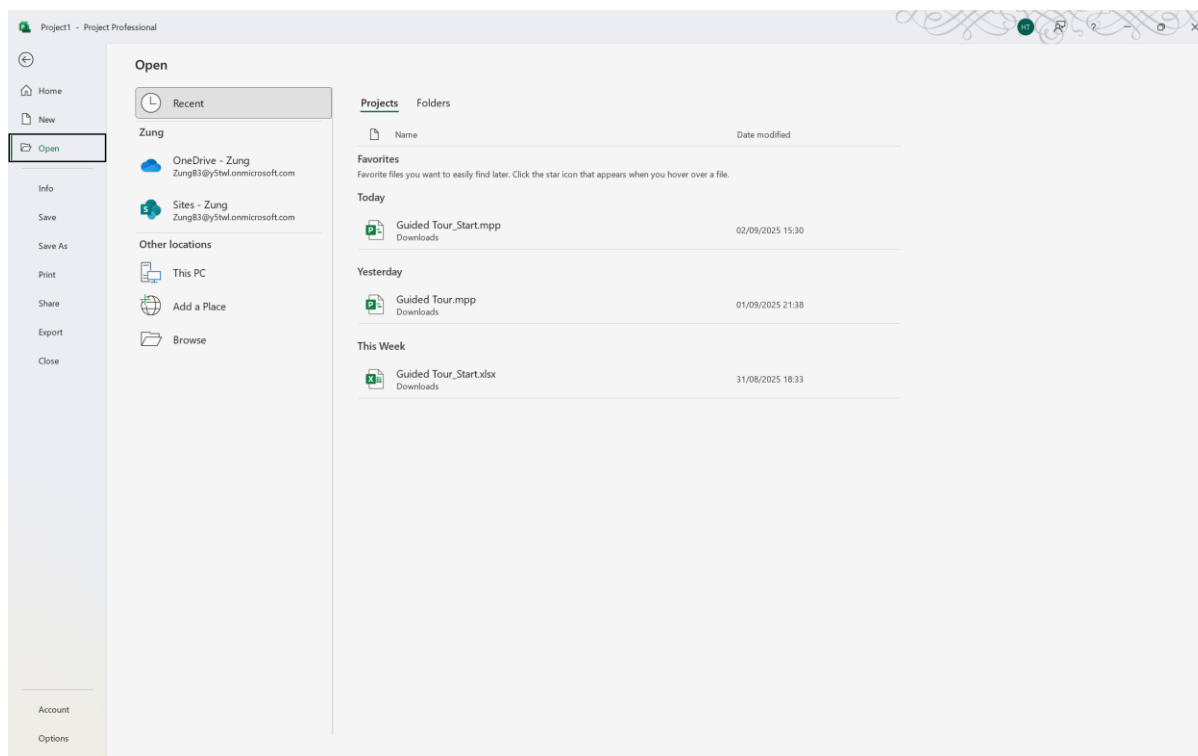 Project1 - Project Professional
HT
?
Open
Home
New
Open
Info
Save
Save As
Print
Share
Export
Close
Account
Options
Recent
Zung
OneDrive - Zung
ZungB3@y5twl.onmicrosoft.com
Sites - Zung
ZungB3@y5twl.onmicrosoft.com
Other locations
This PC
Add a Place
Browse
Projects Folders
Name Date modified
Favorites
Favorite files you want to easily find later. Click the star icon that appears when you hover over a file.
Today
Guided Tour_Start.mpp 02/09/2025 15:30
Downloads
Yesterday
Guided Tour.mpp 01/09/2025 21:38
Downloads
This Week
Guided Tour_Start.xlsx 31/08/2025 18:33
Downloads